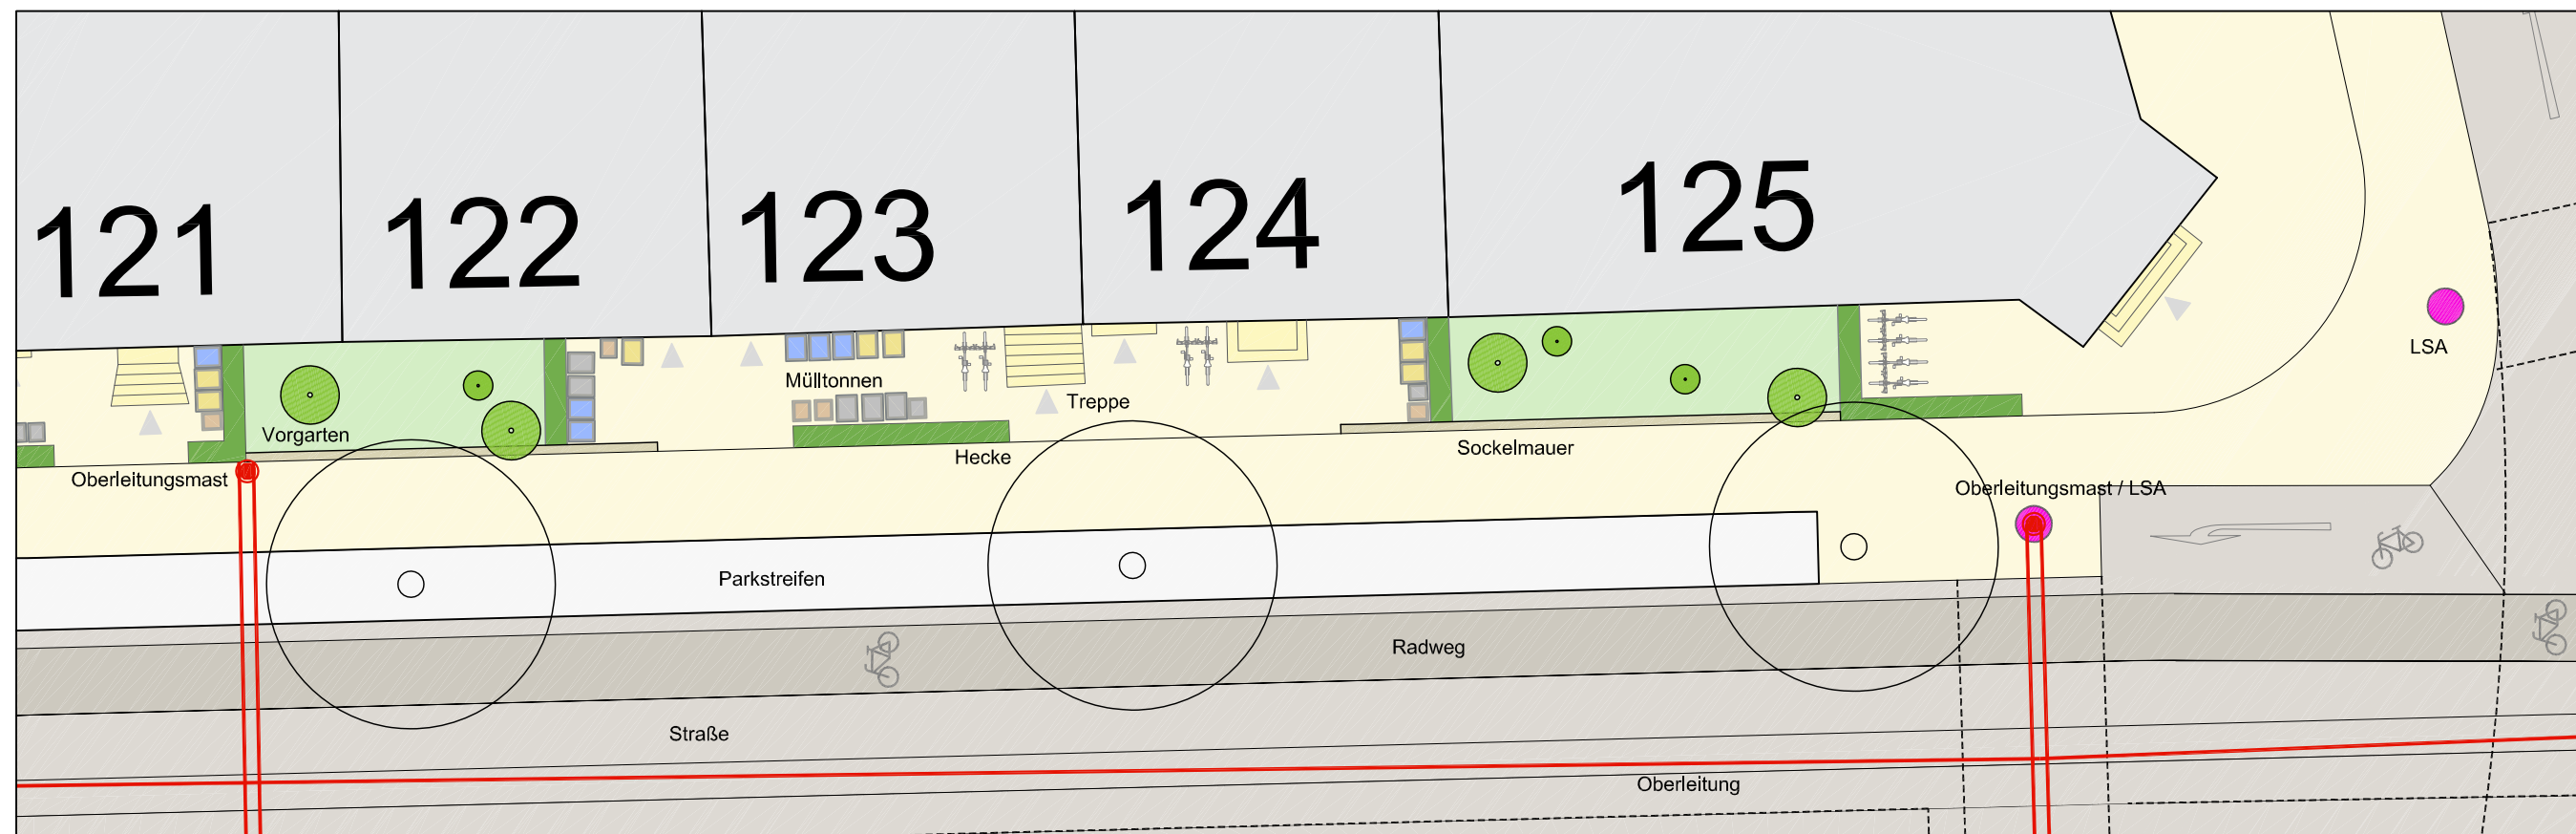 121
122
123
124
125
LSA
Mülltonnen
Treppe
Vorgarten
Hecke
Sockelmauer
Oberleitungsmast
Oberleitungsmast / LSA
Parkstreifen
Radweg
Straße
Oberleitung